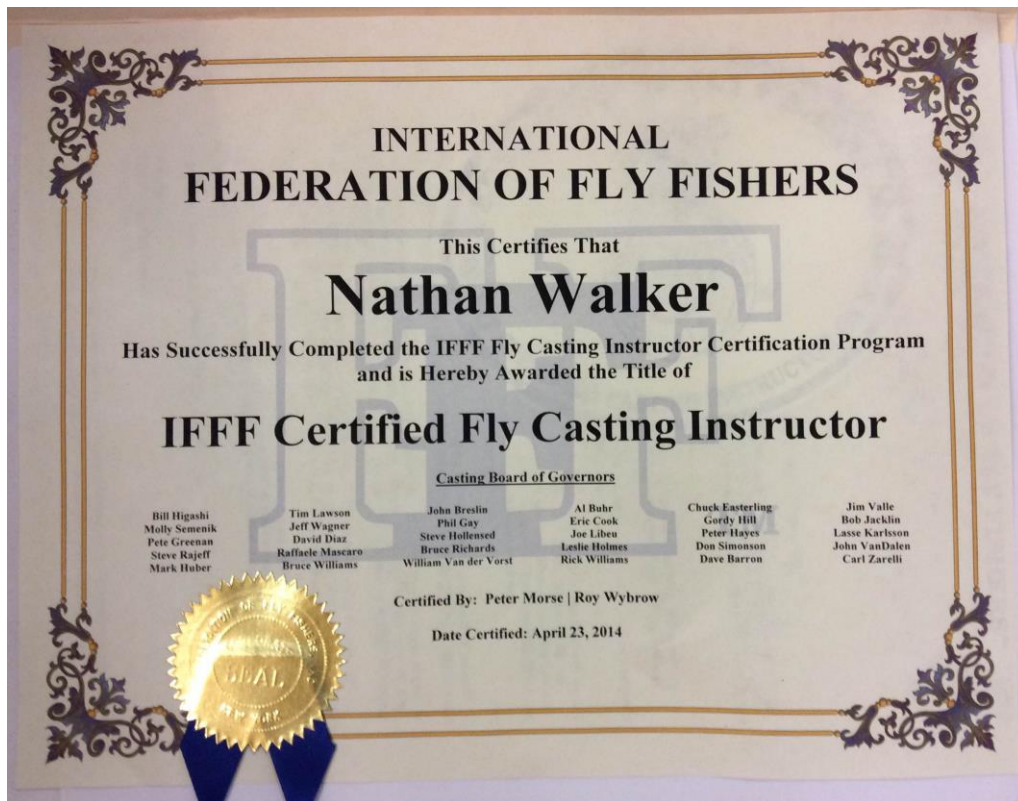 INTERNATIONAL
FEDERATION OF FLY FISHERS
This Certifies That
Nathan Walker
Has Successfully Completed the IFFF Fly Casting Instructor Certification Program
and is Hereby Awarded the Title of
IFFF Certified Fly Casting Instructor
Casting Board of Governors
Bill Higashi
Molly Semenik
Pete Greenan
Steve Rajeff
Mark Huber
Tim Lawson
Jeff Wagner
David Diaz
Raffaele Mascaro
Bruce Williams
John Breslin
Phil Gay
Steve Hollensed
Bruce Richards
William Van der Vorst
Al Buhr
Eric Cook
Joe Libeu
Leslie Holmes
Rick Williams
Chuck Easterling
Gordy Hill
Peter Hayes
Don Simonson
Dave Barron
Jim Valle
Bob Jacklin
Lasse Karlsson
John VanDalen
Carl Zarelli
Certified By: Peter Morse | Roy Wybrow
Date Certified: April 23, 2014
SEAL
NEW YORK
IFFF